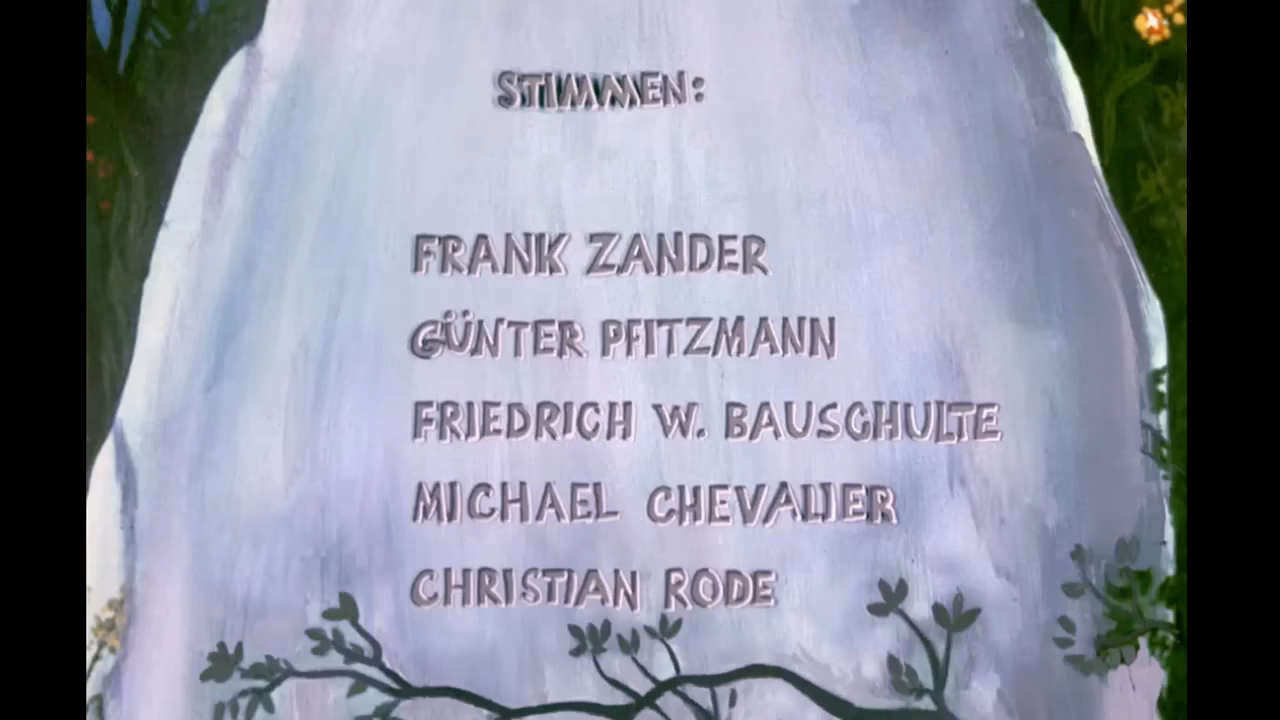 STIMMEN:
FRANK ZANDER
GÜNTER PFITZMANN
FRIEDRICH W. BAUSCHULTE
MICHAEL CHEVALIER
CHRISTIAN RODE